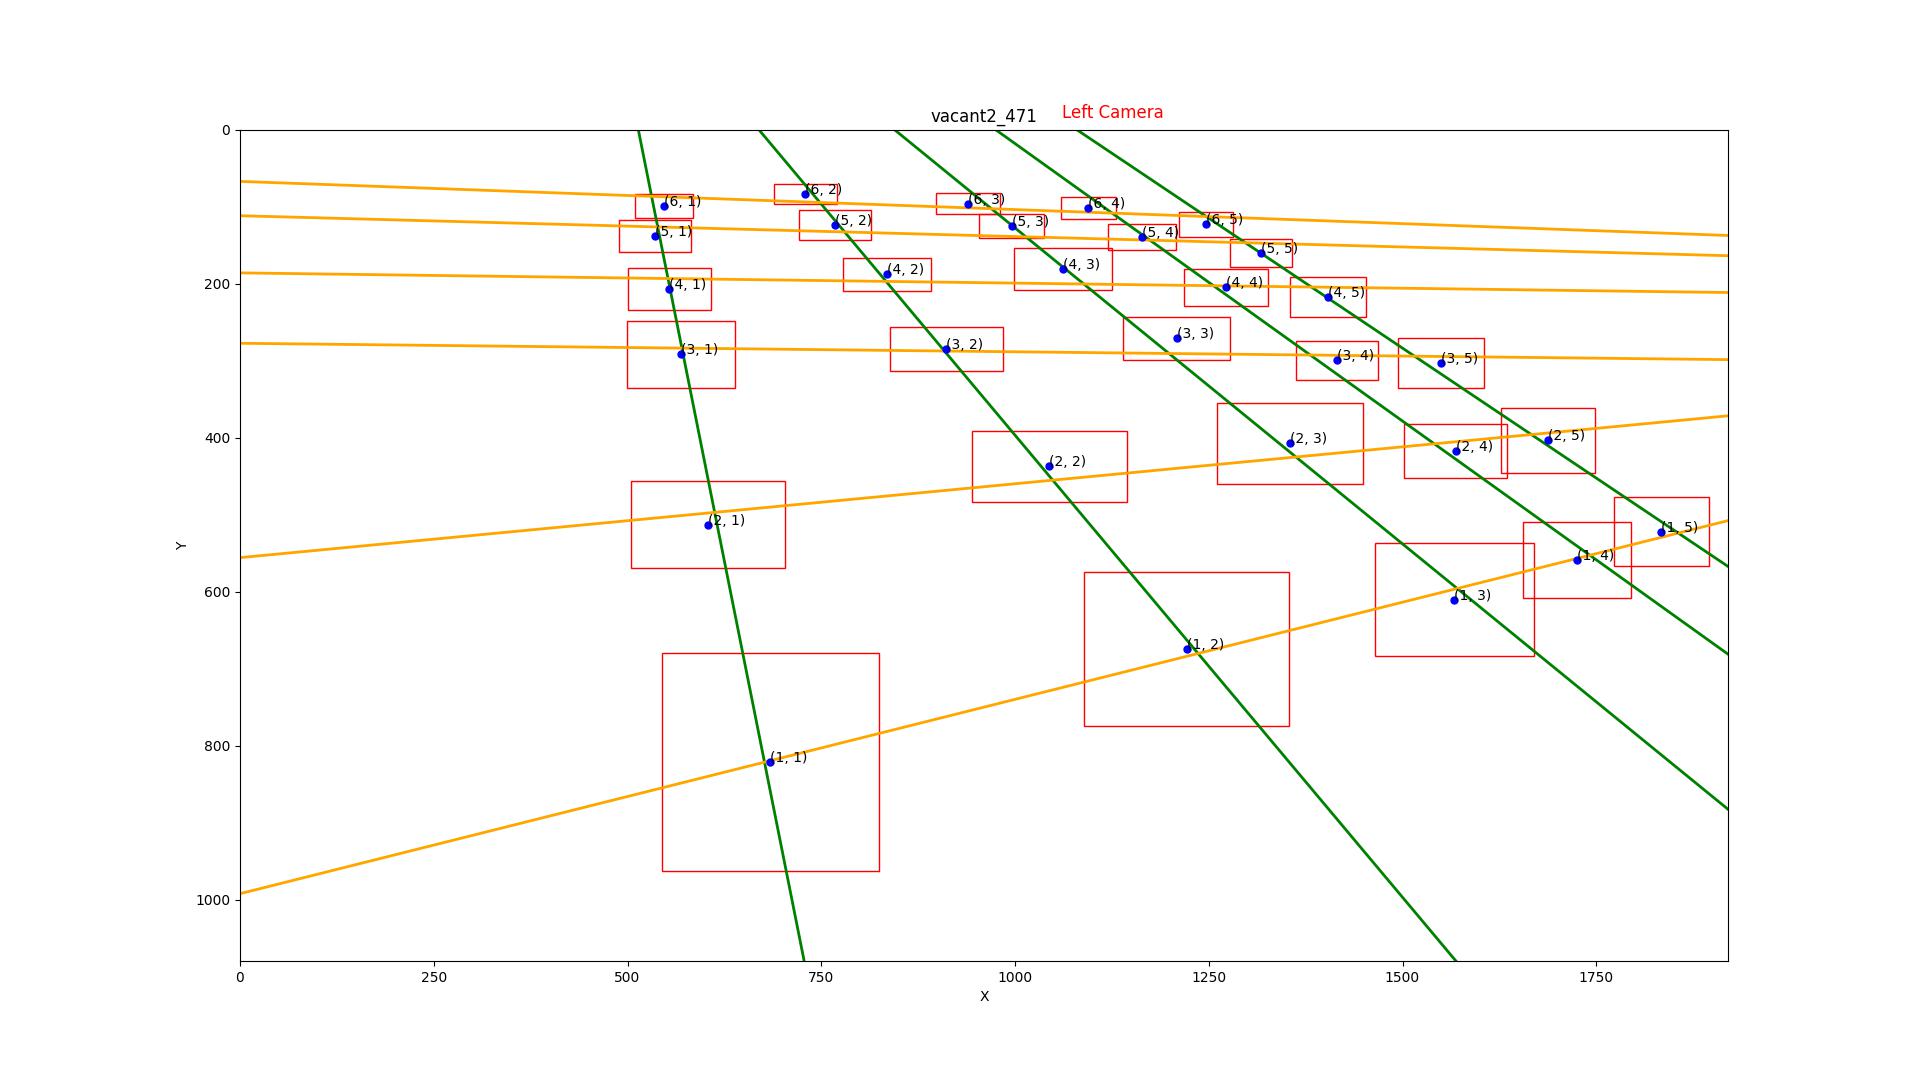 vacant2_471 Left Camera
0
(6, 1) (6, 2) (6, 3) (6, 4) (6, 5)
(5, 1) (5, 2) (5, 3) (5, 4) (5, 5)
200
(4, 1) (4, 2) (4, 3) (4, 4) (4, 5)
(3, 1) (3, 2) (3, 3) (3, 4) (3, 5)
400
(2, 1) (2, 2) (2, 3) (2, 4) (2, 5)
Y
600
(1, 1) (1, 2) (1, 3) (1, 4) (1, 5)
800
1000
0 250 500 750 1000 1250 1500 1750
X